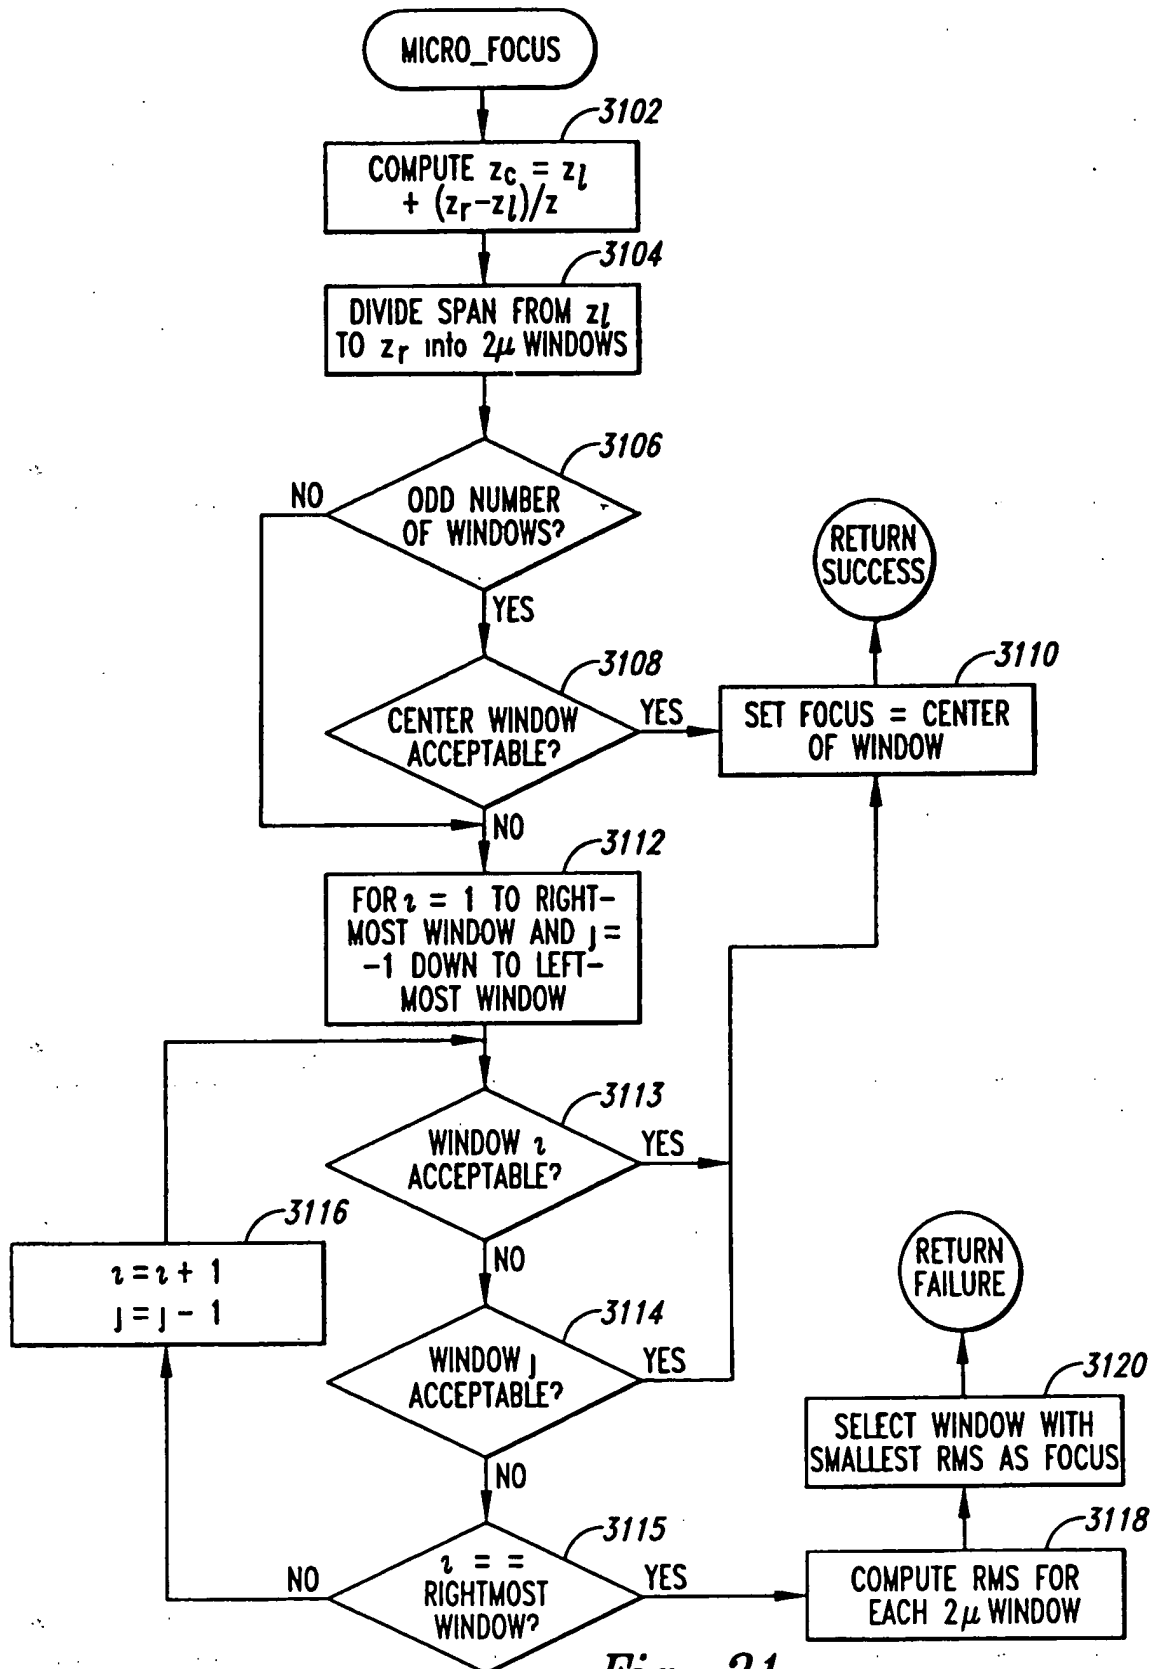 MICRO_FOCUS
3102
COMPUTE zc = zl
+ (zr-zl)/z
3104
DIVIDE SPAN FROM zl
TO zr into 2μ WINDOWS
3106
NO
ODD NUMBER
OF WINDOWS?
YES
RETURN
SUCCESS
3108
CENTER WINDOW
ACCEPTABLE?
YES
3110
SET FOCUS = CENTER
OF WINDOW
NO
3112
FOR ı = 1 TO RIGHT-
MOST WINDOW AND ȷ =
-1 DOWN TO LEFT-
MOST WINDOW
3113
WINDOW ı
ACCEPTABLE?
YES
3116
ı = ı + 1
ȷ = ȷ - 1
NO
RETURN
FAILURE
3114
WINDOW ȷ
ACCEPTABLE?
YES
3120
SELECT WINDOW WITH
SMALLEST RMS AS FOCUS
NO
3115
ı = =
RIGHTMOST
WINDOW?
NO
YES
3118
COMPUTE RMS FOR
EACH 2μ WINDOW
Fig. 31